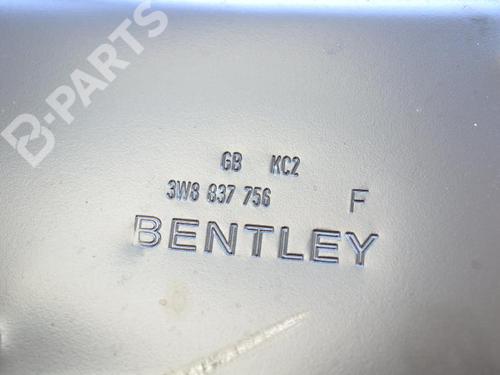 B-PARTS
GB KC2
3W8 837 756 F
BENTLEY